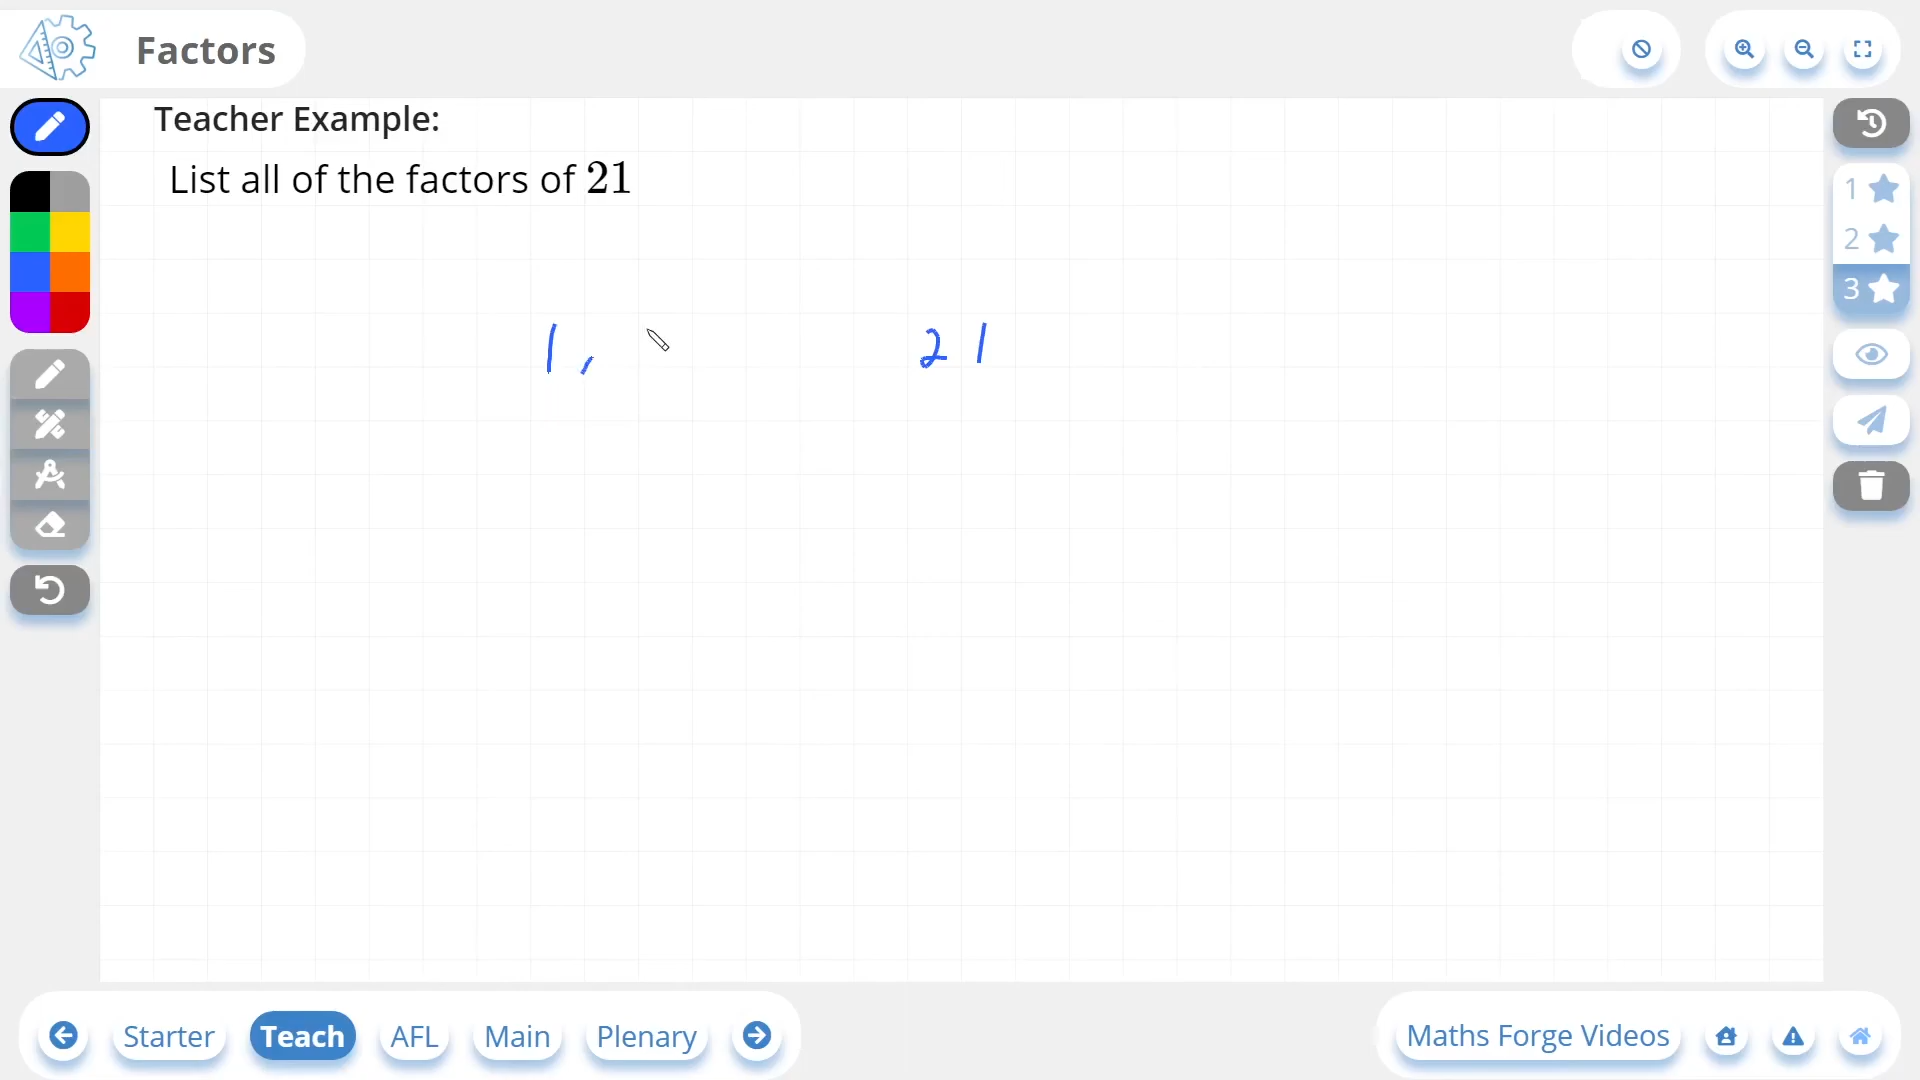 Factors
Teacher Example:
List all of the factors of 21
1, 21
1
2
3
Starter Teach AFL Main Plenary
Maths Forge Videos